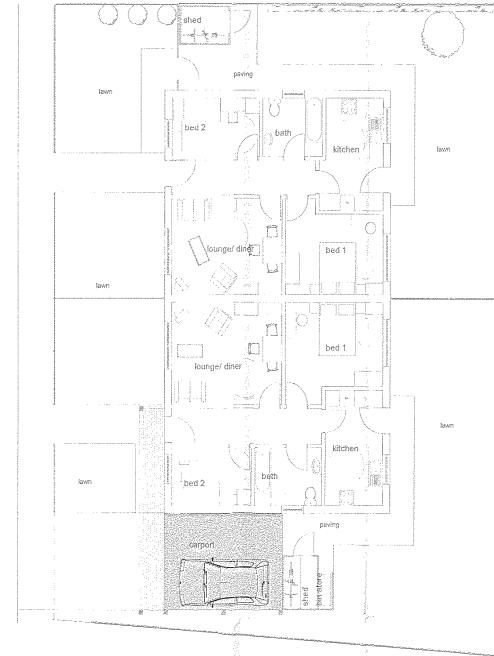 shed
paving
lawn
bed 2
bath
kitchen
lawn
lounge/ diner
bed 1
lawn
bed 1
lounge/ diner
lawn
kitchen
bath
lawn
bed 2
paving
carport
shed
bin store